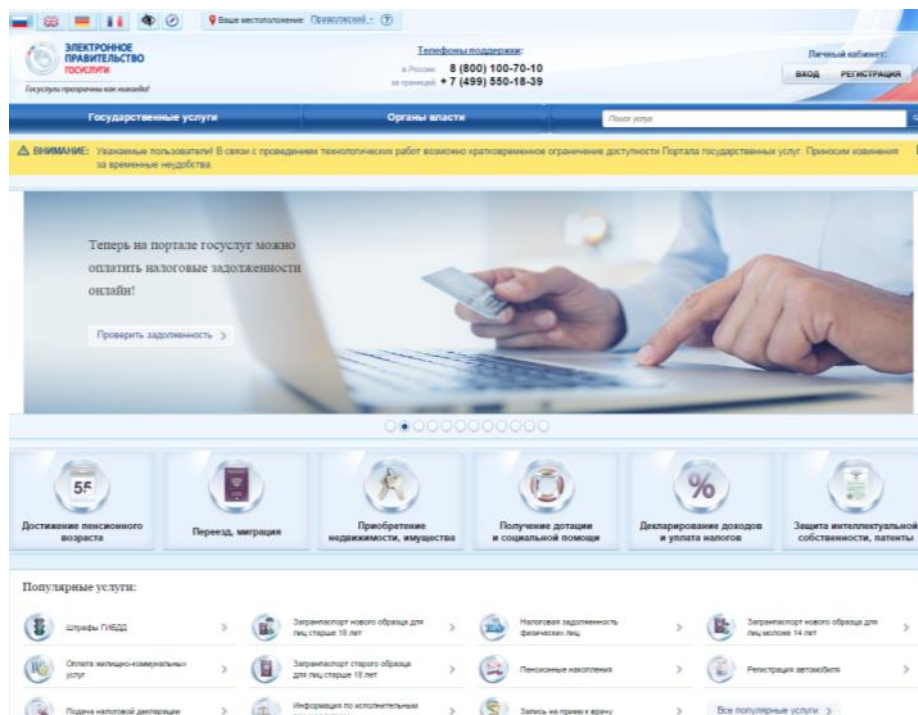 Ваше местоположение: Приволжский
ЭЛЕКТРОННОЕ
ПРАВИТЕЛЬСТВО
ГОСУСЛУГИ
Госуслуги прозрачны как никогда!
Телефоны поддержки:
в России 8 (800) 100-70-10
за границей + 7 (499) 550-18-39
Личный кабинет:
ВХОД РЕГИСТРАЦИЯ
Государственные услуги
Органы власти
Поиск услуг
ВНИМАНИЕ: Уважаемые пользователи! В связи с проведением технологических работ возможно кратковременное ограничение доступности Портала государственных услуг. Приносим извинения
за временные неудобства.
Теперь на портале госуслуг можно
оплатить налоговые задолженности
онлайн!
Проверить задолженность
Достижение пенсионного
возраста
Переезд, миграция
Приобретение
недвижимости, имущества
Получение дотации
и социальной помощи
Декларирование доходов
и уплата налогов
Защита интеллектуальной
собственности, патенты
Популярные услуги:
Штрафы ГИБДД
Загранпаспорт нового образца для
лиц старше 18 лет
Налоговая задолженность
физических лиц
Загранпаспорт нового образца для
лиц моложе 14 лет
Оплата жилищно-коммунальных
услуг
Загранпаспорт старого образца
для лиц старше 18 лет
Пенсионные накопления
Регистрация автомобиля
Подача налоговой декларации
Информация по исполнительным
Запись на прием к врачу
Все популярные услуги